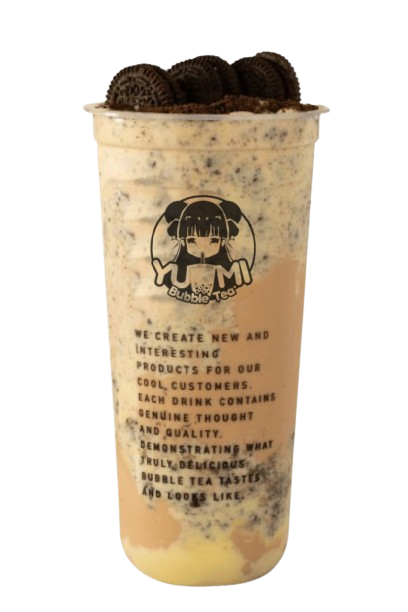 YUMI
Bubble Tea
WE CREATE NEW AND
INTERESTING
PRODUCTS FOR OUR
COOL CUSTOMERS.
EACH DRINK CONTAINS
GENUINE THOUGHT
AND QUALITY,
DEMONSTRATING WHAT
TRULY DELICIOUS
BUBBLE TEA TASTES
AND LOOKS LIKE.